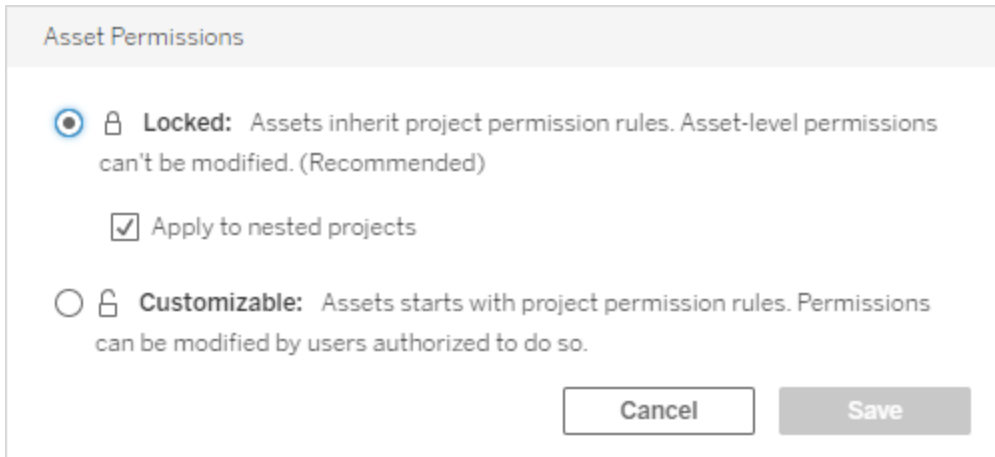 Asset Permissions
Locked: Assets inherit project permission rules. Asset-level permissions
can't be modified. (Recommended)
Apply to nested projects
Customizable: Assets starts with project permission rules. Permissions
can be modified by users authorized to do so.
Cancel Save